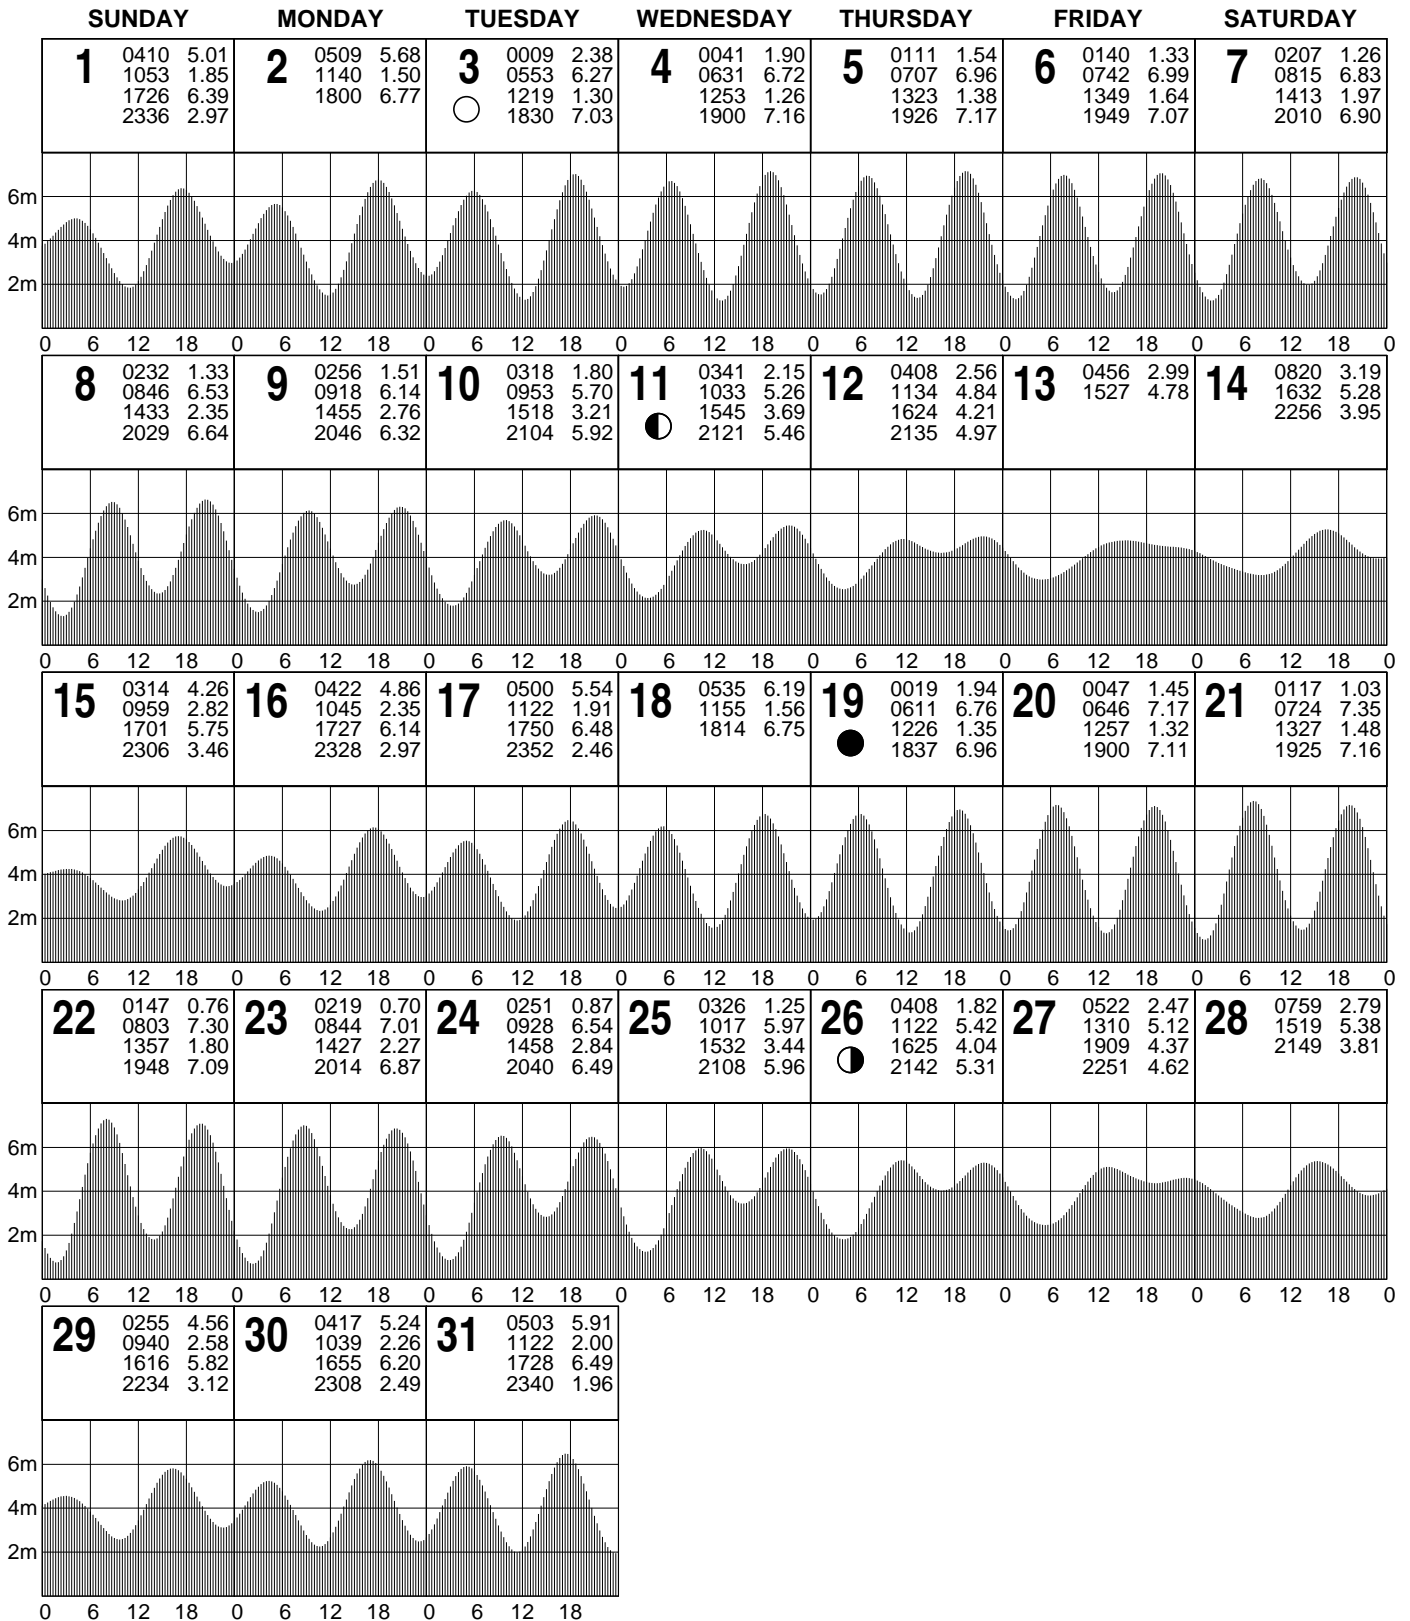 SUNDAY MONDAY TUESDAY WEDNESDAY THURSDAY FRIDAY SATURDAY
1 0410 5.01
1053 1.85
1726 6.39
2336 2.97
2 0509 5.68
1140 1.50
1800 6.77
3 0009 2.38
0553 6.27
1219 1.30
1830 7.03
4 0041 1.90
0631 6.72
1253 1.26
1900 7.16
5 0111 1.54
0707 6.96
1323 1.38
1926 7.17
6 0140 1.33
0742 6.99
1349 1.64
1949 7.07
7 0207 1.26
0815 6.83
1413 1.97
2010 6.90
6m
4m
2m
0 6 12 18 0 6 12 18 0 6 12 18 0 6 12 18 0 6 12 18 0 6 12 18 0 6 12 18 0
8 0232 1.33
0846 6.53
1433 2.35
2029 6.64
9 0256 1.51
0918 6.14
1455 2.76
2046 6.32
10 0318 1.80
0953 5.70
1518 3.21
2104 5.92
11 0341 2.15
1033 5.26
1545 3.69
2121 5.46
12 0408 2.56
1134 4.84
1624 4.21
2135 4.97
13 0456 2.99
1527 4.78
14 0820 3.19
1632 5.28
2256 3.95
6m
4m
2m
0 6 12 18 0 6 12 18 0 6 12 18 0 6 12 18 0 6 12 18 0 6 12 18 0 6 12 18 0
15 0314 4.26
0959 2.82
1701 5.75
2306 3.46
16 0422 4.86
1045 2.35
1727 6.14
2328 2.97
17 0500 5.54
1122 1.91
1750 6.48
2352 2.46
18 0535 6.19
1155 1.56
1814 6.75
19 0019 1.94
0611 6.76
1226 1.35
1837 6.96
20 0047 1.45
0646 7.17
1257 1.32
1900 7.11
21 0117 1.03
0724 7.35
1327 1.48
1925 7.16
6m
4m
2m
0 6 12 18 0 6 12 18 0 6 12 18 0 6 12 18 0 6 12 18 0 6 12 18 0 6 12 18 0
22 0147 0.76
0803 7.30
1357 1.80
1948 7.09
23 0219 0.70
0844 7.01
1427 2.27
2014 6.87
24 0251 0.87
0928 6.54
1458 2.84
2040 6.49
25 0326 1.25
1017 5.97
1532 3.44
2108 5.96
26 0408 1.82
1122 5.42
1625 4.04
2142 5.31
27 0522 2.47
1310 5.12
1909 4.37
2251 4.62
28 0759 2.79
1519 5.38
2149 3.81
6m
4m
2m
0 6 12 18 0 6 12 18 0 6 12 18 0 6 12 18 0 6 12 18 0 6 12 18 0 6 12 18 0
29 0255 4.56
0940 2.58
1616 5.82
2234 3.12
30 0417 5.24
1039 2.26
1655 6.20
2308 2.49
31 0503 5.91
1122 2.00
1728 6.49
2340 1.96
6m
4m
2m
0 6 12 18 0 6 12 18 0 6 12 18